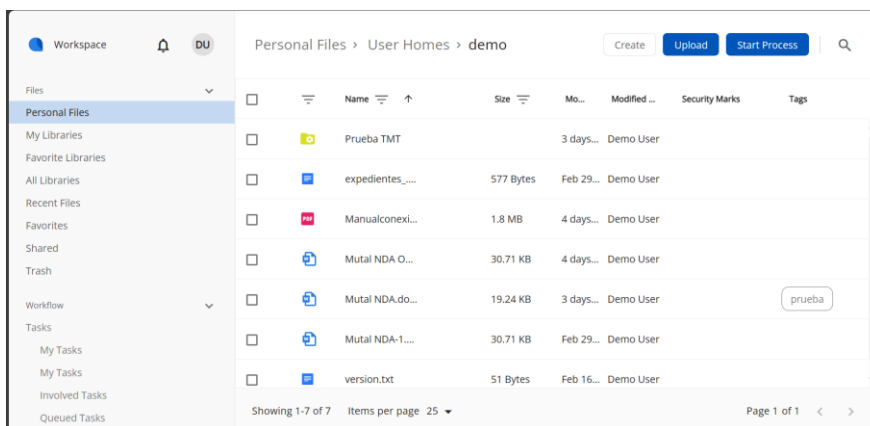 Workspace
DU
Personal Files > User Homes > demo
Create
Upload
Start Process
Files
Personal Files
My Libraries
Favorite Libraries
All Libraries
Recent Files
Favorites
Shared
Trash
Workflow
Tasks
My Tasks
My Tasks
Involved Tasks
Queued Tasks
Name Size Mo... Modified ... Security Marks Tags
Prueba TMT 3 days... Demo User
expedientes_.... 577 Bytes Feb 29... Demo User
PDF Manualconexi... 1.8 MB 4 days... Demo User
Mutal NDA O... 30.71 KB 4 days... Demo User
Mutal NDA.do... 19.24 KB 3 days... Demo User prueba
Mutal NDA-1.... 30.71 KB Feb 29... Demo User
version.txt 51 Bytes Feb 16... Demo User
Showing 1-7 of 7 Items per page 25 Page 1 of 1